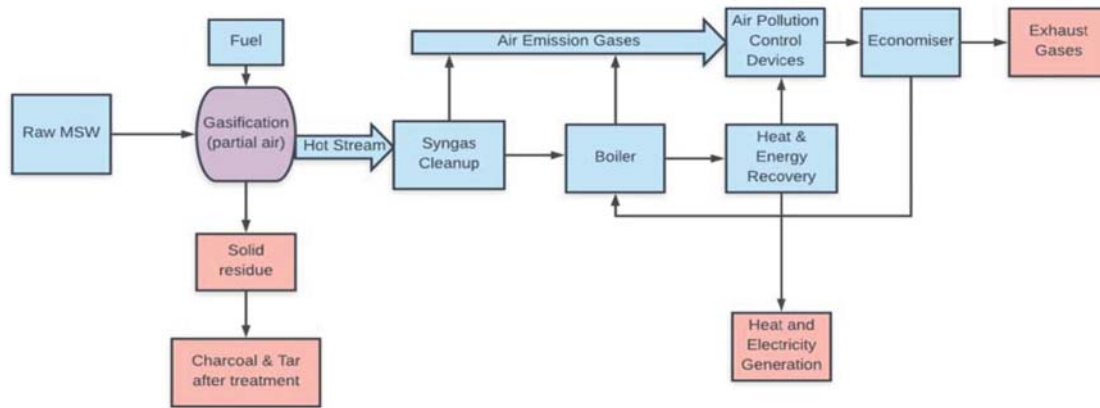 Fuel
Raw MSW
Gasification
(partial air)
Hot Stream
Solid
residue
Charcoal & Tar
after treatment
Air Emission Gases
Syngas
Cleanup
Boiler
Heat &
Energy
Recovery
Air Pollution
Control
Devices
Economiser
Exhaust
Gases
Heat and
Electricity
Generation